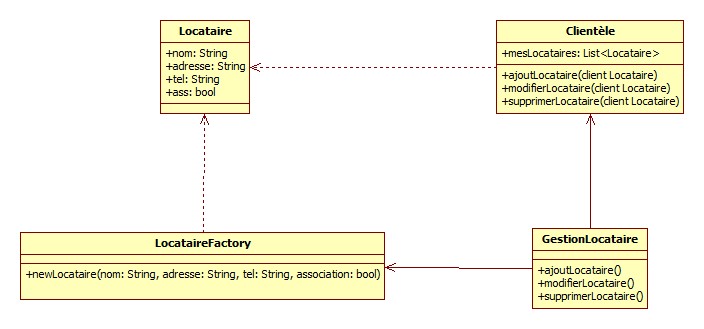 Locataire
+nom: String
+adresse: String
+tel: String
+ass: bool
Clientèle
+mesLocataires: List<Locataire>
+ajoutLocataire(client Locataire)
+modifierLocataire(client Locataire)
+supprimerLocataire(client Locataire)
LocataireFactory
+newLocataire(nom: String, adresse: String, tel: String, association: bool)
GestionLocataire
+ajoutLocataire()
+modifierLocataire()
+supprimerLocataire()